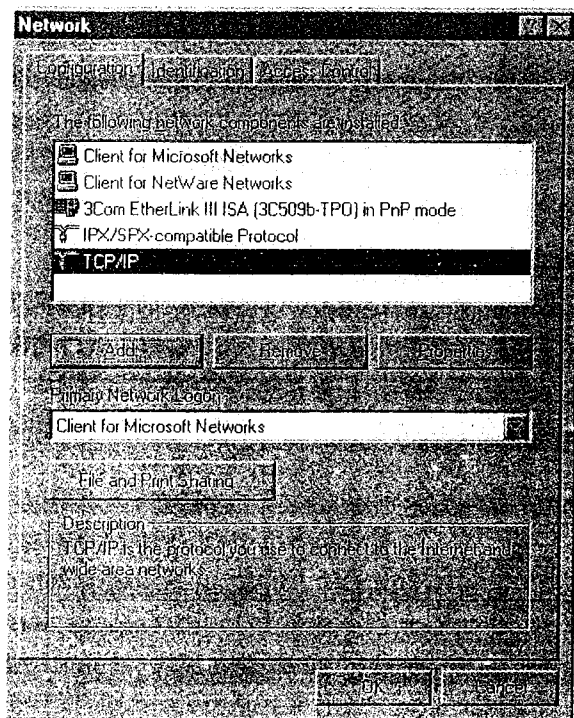 Network
Configuration Identification Access Control
The following network components are installed:
Client for Microsoft Networks
Client for NetWare Networks
3Com EtherLink III ISA (3C509b-TPO) in PnP mode
IPX/SPX-compatible Protocol
TCP/IP
Add... Remove Properties
Primary Network Logon:
Client for Microsoft Networks
File and Print Sharing...
Description
TCP/IP is the protocol you use to connect to the Internet and
wide area networks.
OK Cancel